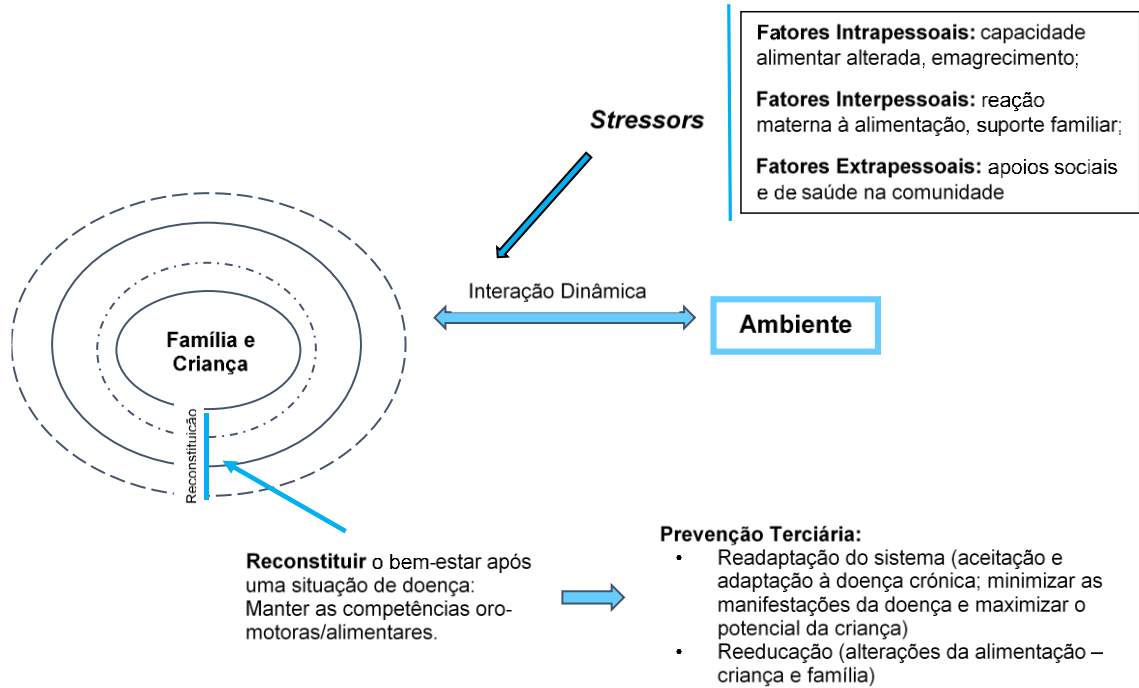 Fatores Intrapessoais: capacidade
alimentar alterada, emagrecimento;
Fatores Interpessoais: reação
materna à alimentação, suporte familiar;
Fatores Extrapessoais: apoios sociais
e de saúde na comunidade
Stressors
Interação Dinâmica
Ambiente
Família e
Criança
Reconstituição
Reconstituir o bem-estar após
uma situação de doença:
Manter as competências oro-
motoras/alimentares.
Prevenção Terciária:
• Readaptação do sistema (aceitação e
adaptação à doença crónica; minimizar as
manifestações da doença e maximizar o
potencial da criança)
• Reeducação (alterações da alimentação –
criança e família)